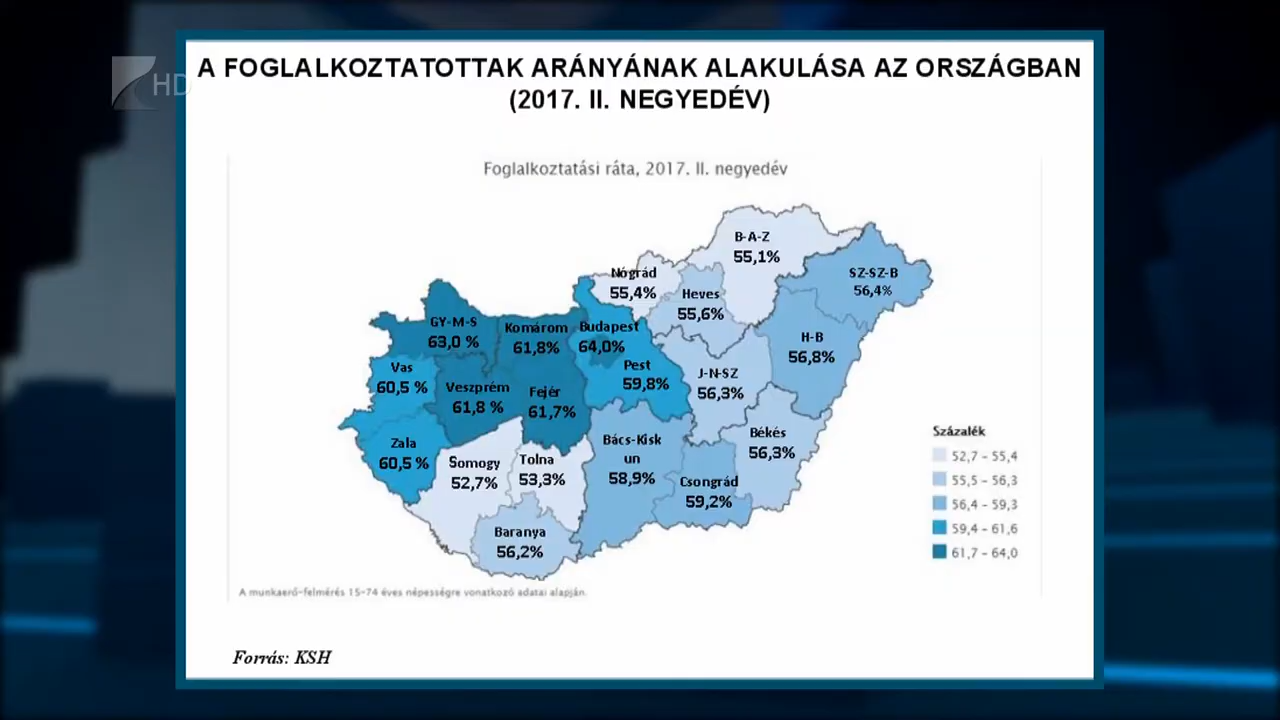 HD
A FOGLALKOZTATOTTAK ARÁNYÁNAK ALAKULÁSA AZ ORSZÁGBAN
(2017. II. NEGYEDÉV)
Foglalkoztatási ráta, 2017. II. negyedév
B-A-Z
55,1%
Nógrád
55,4%
SZ-SZ-B
56,4%
Heves
55,6%
GY-M-S
63,0 %
Komárom
61,8%
Budapest
64,0%
H-B
56,8%
Vas
60,5 %
Veszprém
61,8 %
Fejér
61,7%
Pest
59,8%
J-N-SZ
56,3%
Zala
60,5 %
Somogy
52,7%
Tolna
53,3%
Bács-Kisk
un
58,9%
Békés
56,3%
Csongrád
59,2%
Baranya
56,2%
Százalék
52,7 – 55,4
55,5 – 56,3
56,4 – 59,3
59,4 – 61,6
61,7 – 64,0
A munkaerő-felmérés 15-74 éves népességre vonatkozó adatai alapján.
Forrás: KSH